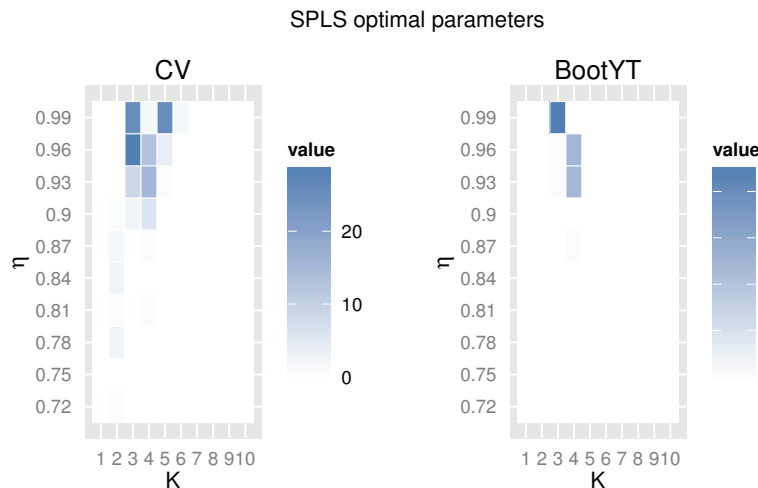 SPLS optimal parameters
CV
0.99
0.96
0.93
0.9
0.87
0.84
0.81
0.78
0.75
0.72
η
1 2 3 4 5 6 7 8 9 10
K
value
20
10
0
BootYT
0.99
0.96
0.93
0.9
0.87
0.84
0.81
0.78
0.75
0.72
η
1 2 3 4 5 6 7 8 9 10
K
value